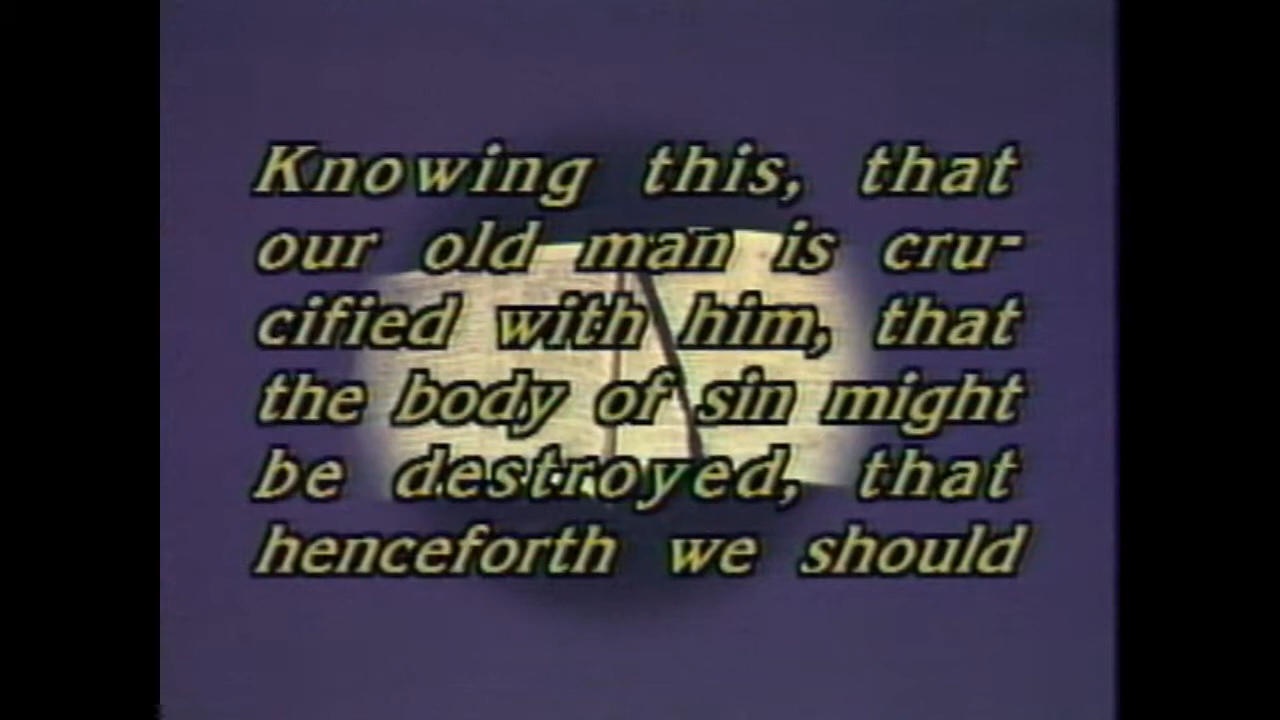 Knowing this, that
our old man is cru-
cified with him, that
the body of sin might
be destroyed, that
henceforth we should